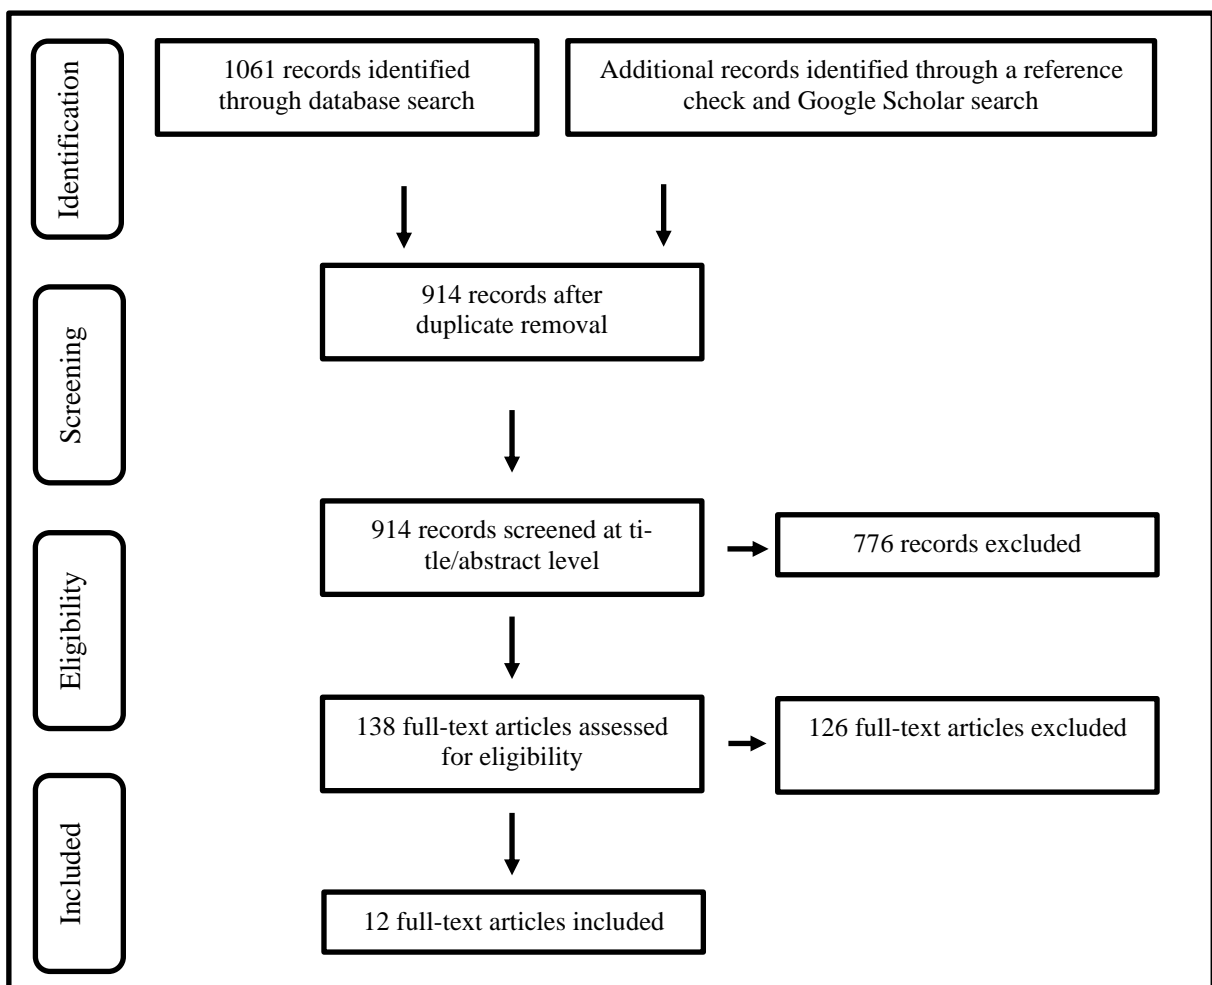 Identification
1061 records identified
through database search
Additional records identified through a reference
check and Google Scholar search
Screening
914 records after
duplicate removal
914 records screened at ti-
tle/abstract level
776 records excluded
Eligibility
138 full-text articles assessed
for eligibility
126 full-text articles excluded
Included
12 full-text articles included